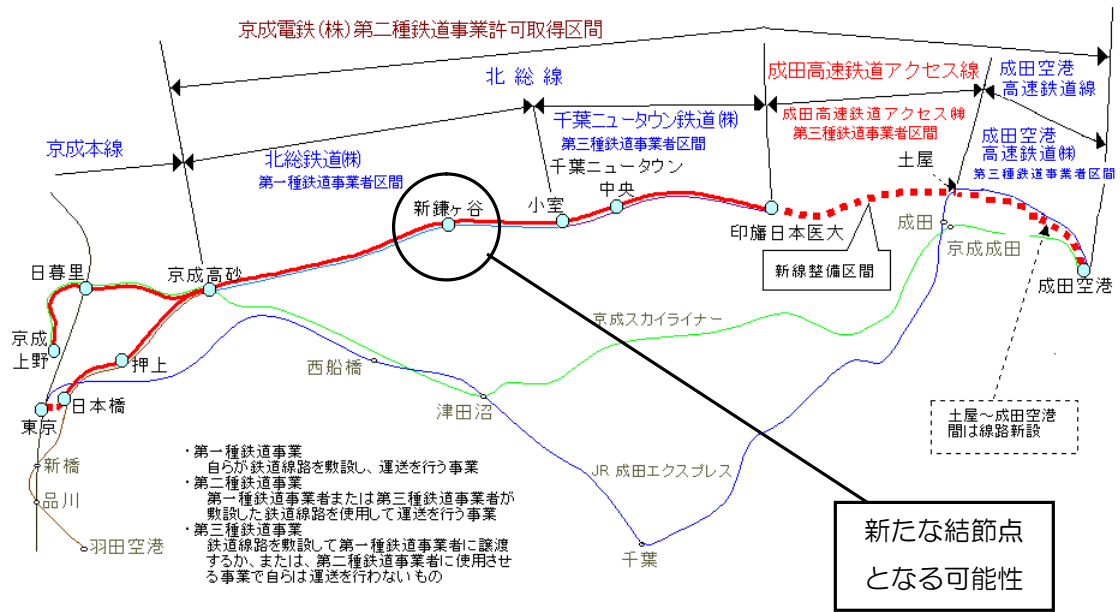 京成電鉄(株)第二種鉄道事業許可取得区間
北 総 線
成田高速鉄道アクセス線
成田空港
高速鉄道線
京成本線
北総鉄道㈱
第一種鉄道事業者区間
千葉ニュータウン鉄道㈱
第三種鉄道事業者区間
成田高速鉄道アクセス㈱
第三種鉄道事業者区間
成田空港
高速鉄道㈱
第三種鉄道事業者区間
千葉ニュータウン
中央
土屋
新鎌ヶ谷
小室
印旛日本医大
成田
京成成田
成田空港
新線整備区間
日暮里
京成高砂
京成
上野
押上
日本橋
東京
新橋
品川
羽田空港
西船橋
津田沼
千葉
京成スカイライナー
JR 成田エクスプレス
土屋～成田空港
間は線路新設
・第一種鉄道事業
自らが鉄道線路を敷設し、運送を行う事業
・第二種鉄道事業
第一種鉄道事業者または第三種鉄道事業者が
敷設した鉄道線路を使用して運送を行う事業
・第三種鉄道事業
鉄道線路を敷設して第一種鉄道事業者に譲渡
するか、または、第二種鉄道事業者に使用させ
る事業で自らは運送を行わないもの
新たな結節点
となる可能性